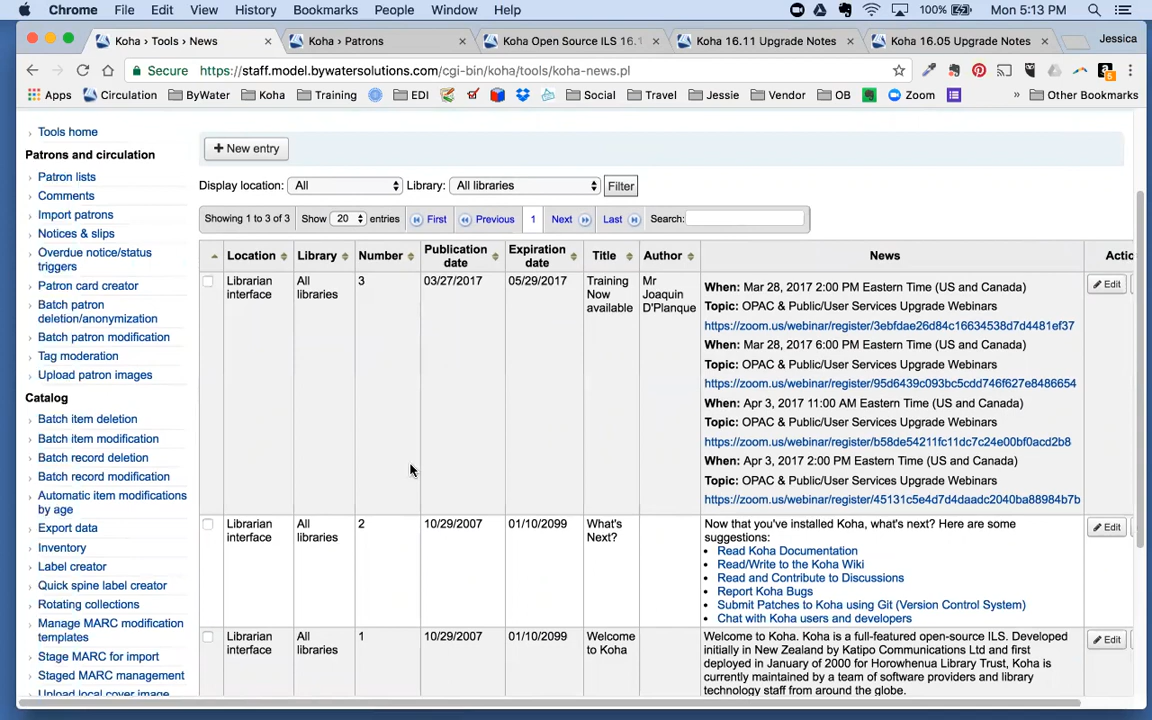 Chrome File Edit View History Bookmarks People Window Help 100% Mon 5:13 PM
Koha › Tools › News × Koha › Patrons × Koha Open Source ILS 16.1 × Koha 16.11 Upgrade Notes × Koha 16.05 Upgrade Notes × Jessica
Secure https://staff.model.bywatersolutions.com/cgi-bin/koha/tools/koha-news.pl
Apps Circulation ByWater Koha Training EDI Social Travel Jessie Vendor OB Zoom » Other Bookmarks
Tools home
Patrons and circulation
Patron lists
Comments
Import patrons
Notices & slips
Overdue notice/status
triggers
Patron card creator
Batch patron
deletion/anonymization
Batch patron modification
Tag moderation
Upload patron images
Catalog
Batch item deletion
Batch item modification
Batch record deletion
Batch record modification
Automatic item modifications
by age
Export data
Inventory
Label creator
Quick spine label creator
Rotating collections
Manage MARC modification
templates
Stage MARC for import
Staged MARC management
Upload local cover image
+ New entry
Display location: All Library: All libraries Filter
Showing 1 to 3 of 3 Show 20 entries First Previous 1 Next Last Search:
Location Library Number Publication date Expiration date Title Author News Actic
Librarian interface All libraries 3 03/27/2017 05/29/2017 Training Now available Mr Joaquin D'Planque
When: Mar 28, 2017 2:00 PM Eastern Time (US and Canada)
Topic: OPAC & Public/User Services Upgrade Webinars
https://zoom.us/webinar/register/3ebfdae26d84c16634538d7d4481ef37
When: Mar 28, 2017 6:00 PM Eastern Time (US and Canada)
Topic: OPAC & Public/User Services Upgrade Webinars
https://zoom.us/webinar/register/95d6439c093bc5cdd746f627e8486654
When: Apr 3, 2017 11:00 AM Eastern Time (US and Canada)
Topic: OPAC & Public/User Services Upgrade Webinars
https://zoom.us/webinar/register/b58de54211fc11dc7c24e00bf0acd2b8
When: Apr 3, 2017 2:00 PM Eastern Time (US and Canada)
Topic: OPAC & Public/User Services Upgrade Webinars
https://zoom.us/webinar/register/45131c5e4d7d4daadc2040ba88984b7b
Edit
Librarian interface All libraries 2 10/29/2007 01/10/2099 What's Next?
Now that you've installed Koha, what's next? Here are some
suggestions:
• Read Koha Documentation
• Read/Write to the Koha Wiki
• Read and Contribute to Discussions
• Report Koha Bugs
• Submit Patches to Koha using Git (Version Control System)
• Chat with Koha users and developers
Edit
Librarian interface All libraries 1 10/29/2007 01/10/2099 Welcome to Koha
Welcome to Koha. Koha is a full-featured open-source ILS. Developed
initially in New Zealand by Katipo Communications Ltd and first
deployed in January of 2000 for Horowhenua Library Trust, Koha is
currently maintained by a team of software providers and library
technology staff from around the globe.
Edit